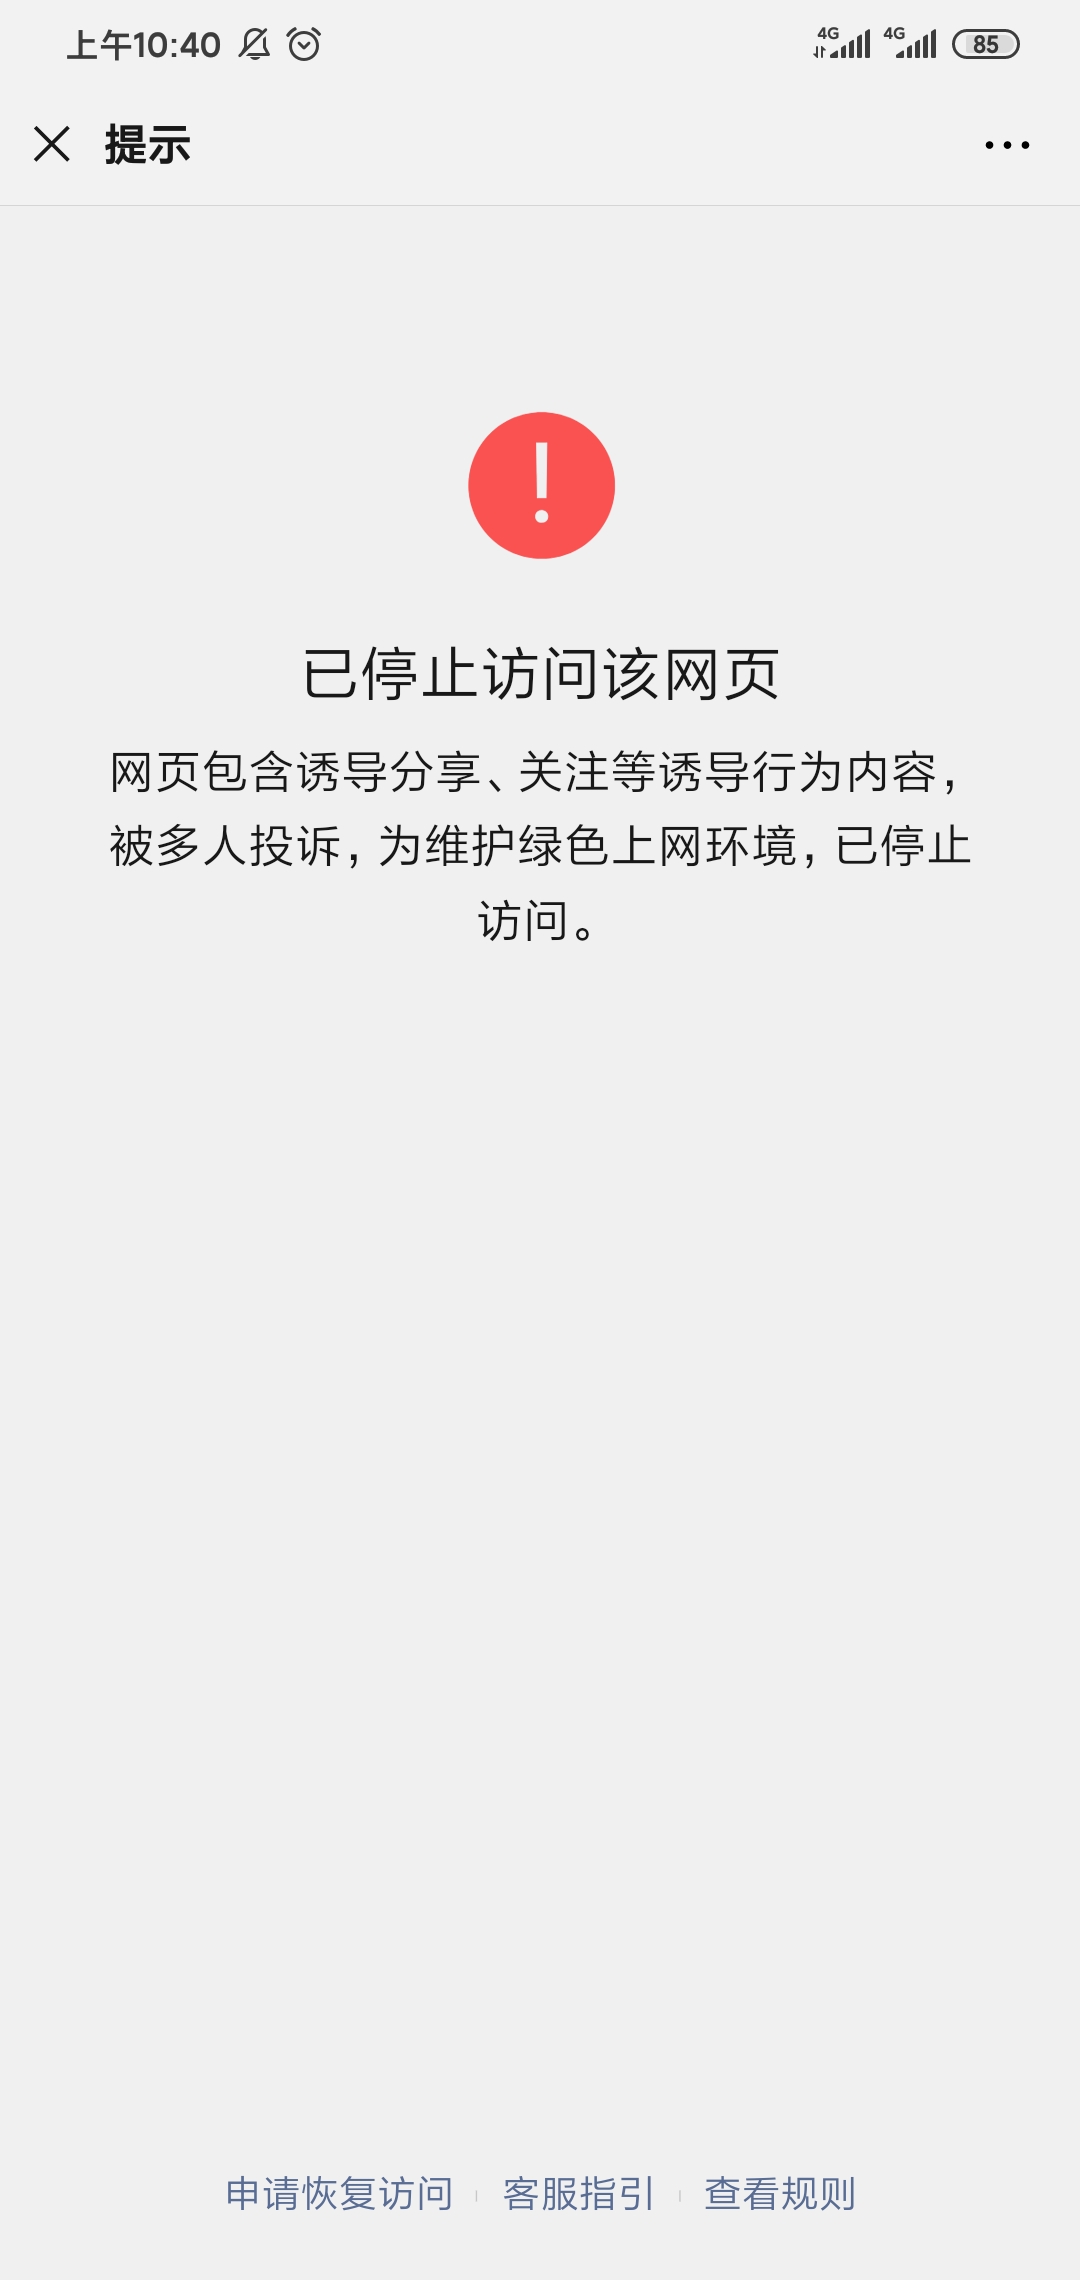 上午10:40
4G 4G 85
提示
已停止访问该网页
网页包含诱导分享、关注等诱导行为内容，
被多人投诉，为维护绿色上网环境，已停止
访问。
申请恢复访问 客服指引 查看规则